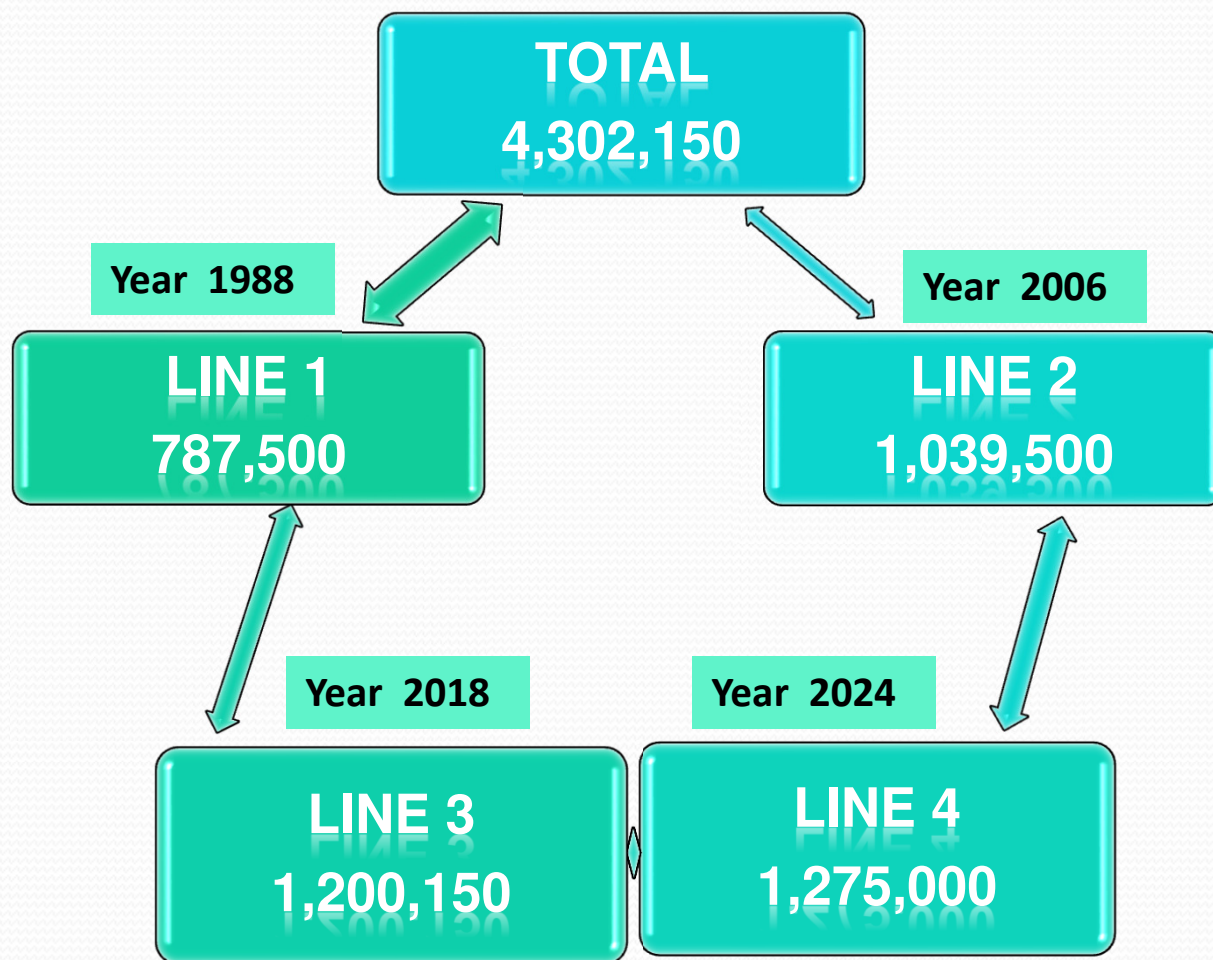 TOTAL
4,302,150
Year 1988
Year 2006
LINE 1
787,500
LINE 2
1,039,500
Year 2018
Year 2024
LINE 3
1,200,150
LINE 4
1,275,000